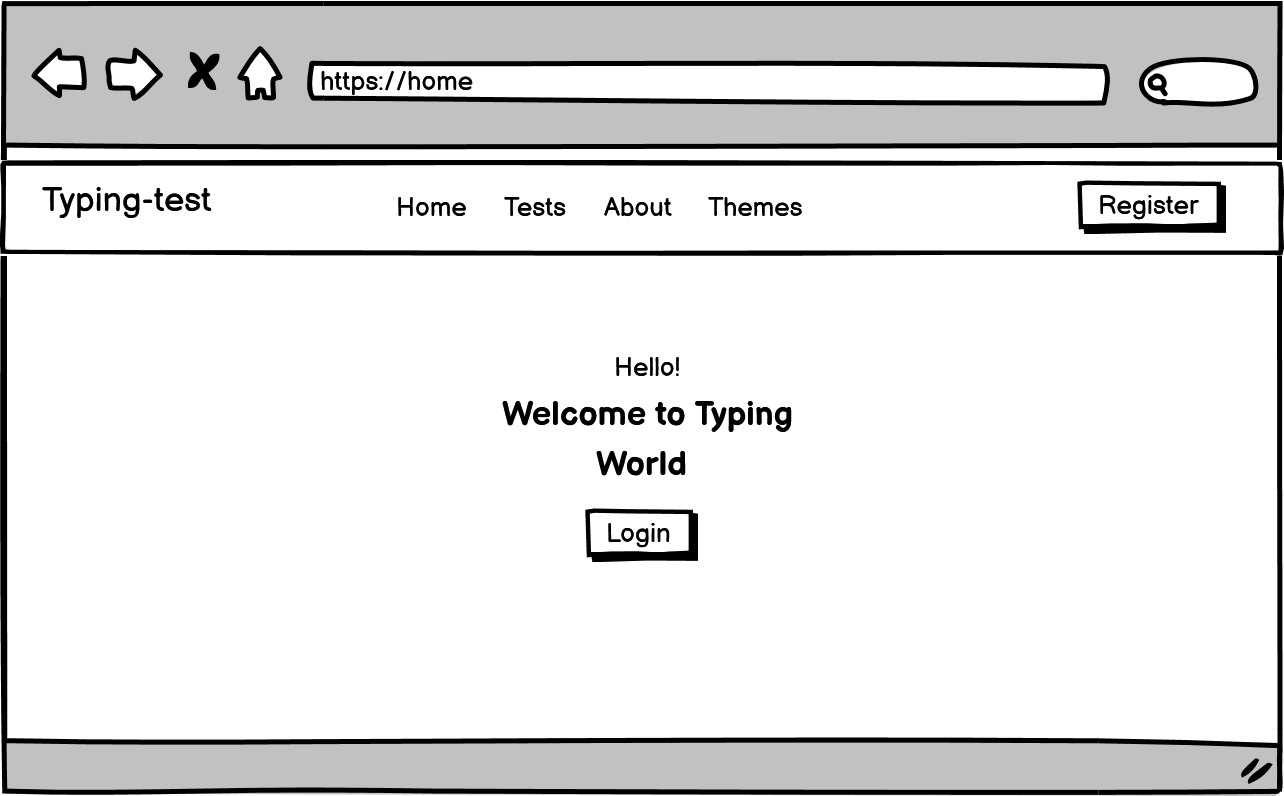 https://home
Typing-test
Home Tests About Themes
Register
Hello!
Welcome to Typing
World
Login